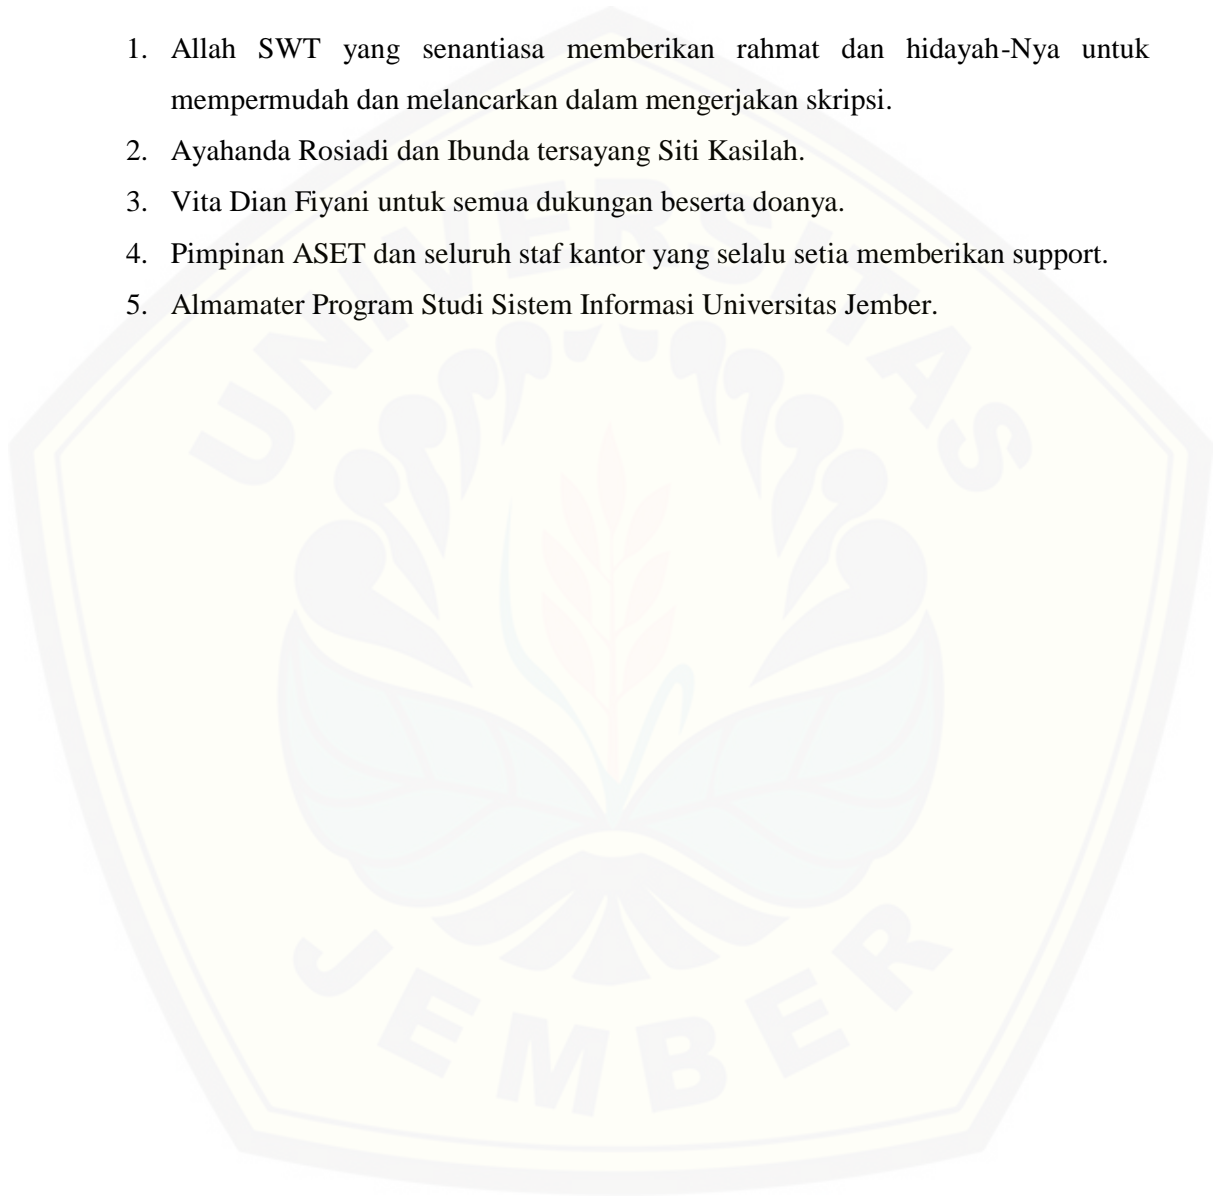 1. Allah SWT yang senantiasa memberikan rahmat dan hidayah-Nya untuk
mempermudah dan melancarkan dalam mengerjakan skripsi.
2. Ayahanda Rosiadi dan Ibunda tersayang Siti Kasilah.
3. Vita Dian Fiyani untuk semua dukungan beserta doanya.
4. Pimpinan ASET dan seluruh staf kantor yang selalu setia memberikan support.
5. Almamater Program Studi Sistem Informasi Universitas Jember.
UNIVERSITAS
JEMBER